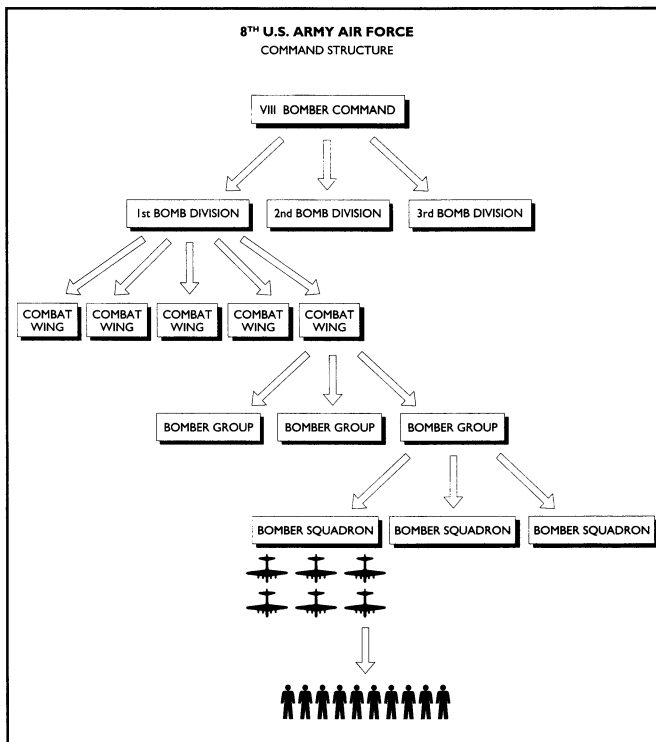 8TH U.S. ARMY AIR FORCE
COMMAND STRUCTURE
VIII BOMBER COMMAND
1st BOMB DIVISION
2nd BOMB DIVISION
3rd BOMB DIVISION
COMBAT
WING
COMBAT
WING
COMBAT
WING
COMBAT
WING
COMBAT
WING
BOMBER GROUP
BOMBER GROUP
BOMBER GROUP
BOMBER SQUADRON
BOMBER SQUADRON
BOMBER SQUADRON